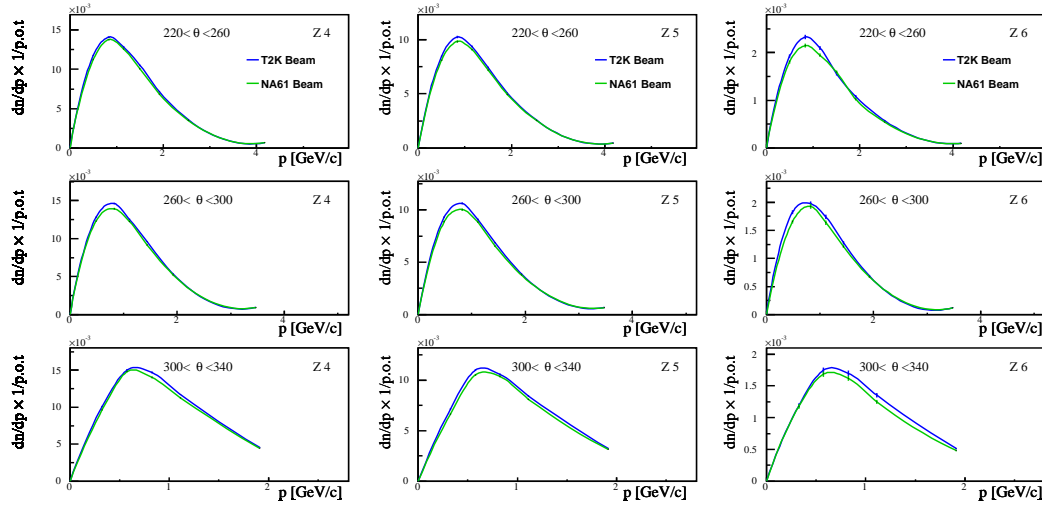 ×10⁻³ ×10⁻³ ×10⁻³
dn/dp × 1/p.o.t 15 10 5 0 220< θ <260 Z 4 T2K Beam NA61 Beam 0 2 4 p [GeV/c]
dn/dp × 1/p.o.t 10 5 0 220< θ <260 Z 5 T2K Beam NA61 Beam 0 2 4 p [GeV/c]
dn/dp × 1/p.o.t 2 1 0 220< θ <260 Z 6 T2K Beam NA61 Beam 0 2 4 p [GeV/c]
×10⁻³ ×10⁻³ ×10⁻³
dn/dp × 1/p.o.t 15 10 5 0 260< θ <300 Z 4 0 2 4 p [GeV/c]
dn/dp × 1/p.o.t 10 5 0 260< θ <300 Z 5 0 2 4 p [GeV/c]
dn/dp × 1/p.o.t 2 1.5 1 0.5 0 260< θ <300 Z 6 0 2 4 p [GeV/c]
×10⁻³ ×10⁻³ ×10⁻³
dn/dp × 1/p.o.t 15 10 5 0 300< θ <340 Z 4 0 1 2 p [GeV/c]
dn/dp × 1/p.o.t 10 5 0 300< θ <340 Z 5 0 1 2 p [GeV/c]
dn/dp × 1/p.o.t 2 1.5 1 0.5 0 300< θ <340 Z 6 0 1 2 p [GeV/c]